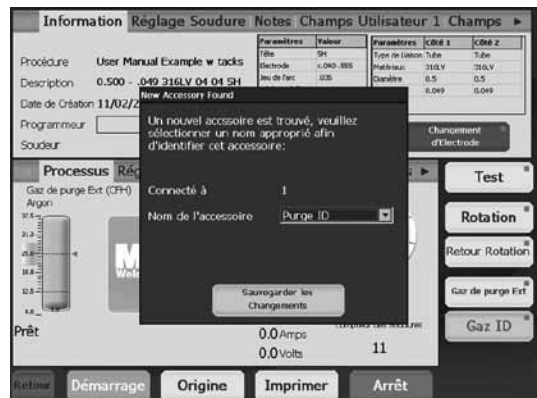 Information Réglage Soudure Notes Champs Utilisateur 1 Champs
Paramètres Valeur
Paramètres Côté 1 Côté 2
Procédure User Manual Example w tacks
Tête SH
Type de Liaison Tube Tube
Electrode
Matériaux 316LV 316LV
Description 0.500 - .049 316LV 04 04 SH
Jeu de l'arc .035
Diamètre 0.5 0.5
0.049 0.049
Date de Création 11/02/2
New Accessory Found
Programmeur
Soudeur
Changement
d'Electrode
Un nouvel accssoire est trouvé, veuillez
sélectionner un nom approprié afin
d'identifier cet accessoire:
Processus Rég
Test
Gaz de purge Ext (CFH)
Argon
Connecté à 1
Nom de l'accessoire Purge ID
Rotation
Retour Rotation
Sauvegarder les
Changements
Gaz de purge Ext
Gaz ID
Prêt
0.0 Amps
Compteur des Soudures
0.0 Volts
11
Retour Démarrage Origine Imprimer Arrêt